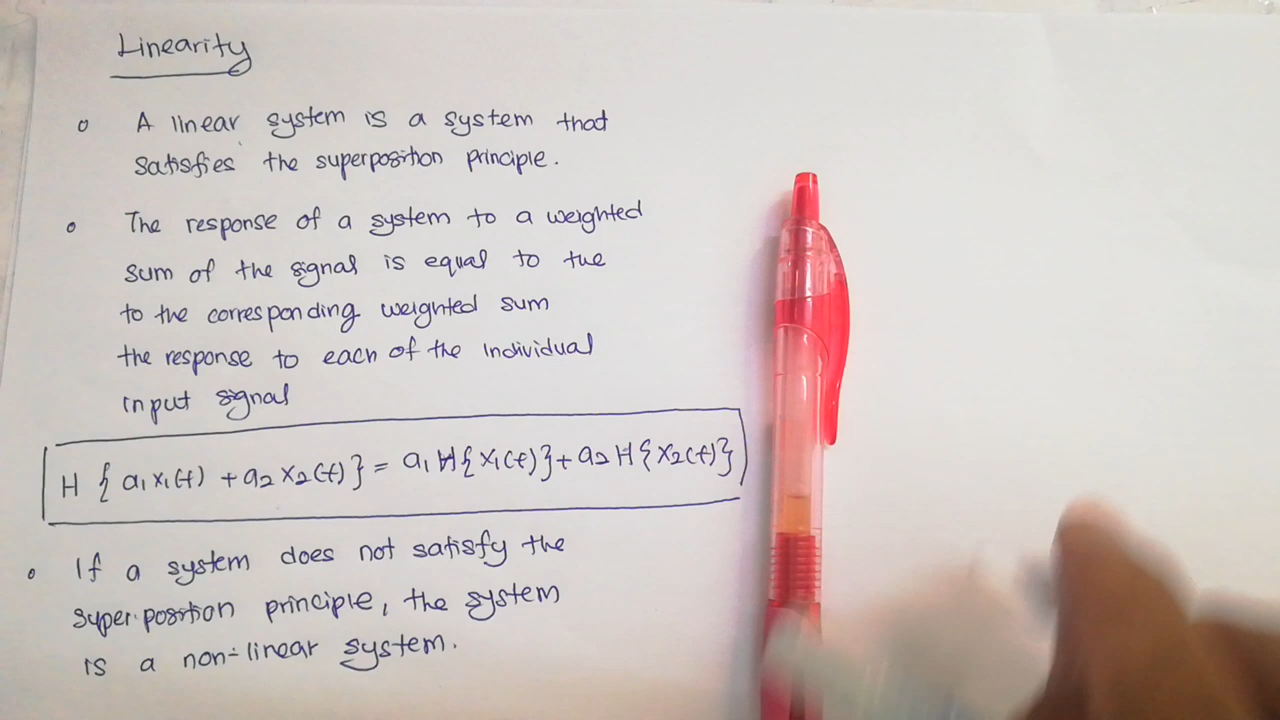 Linearity
o A linear system is a system that
satisfies the superposition principle.
o The response of a system to a weighted
sum of the signal is equal to the
to the corresponding weighted sum
the response to each of the individual
input signal
H { a1 x1(t) + a2 x2(t) } = a1 H{ x1(t) } + a2 H { x2(t) }
o If a system does not satisfy the
superposition principle, the system
is a non-linear system.